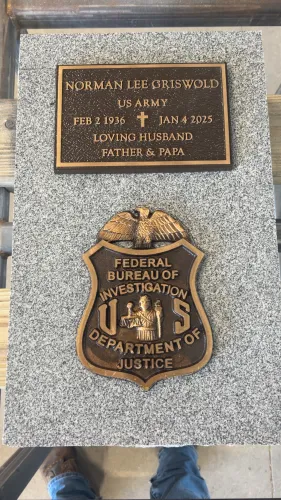 NORMAN LEE GRISWOLD
US ARMY
FEB 2 1936 ✝ JAN 4 2025
LOVING HUSBAND
FATHER & PAPA
FEDERAL
BUREAU OF
INVESTIGATION
U S
DEPARTMENT OF
JUSTICE